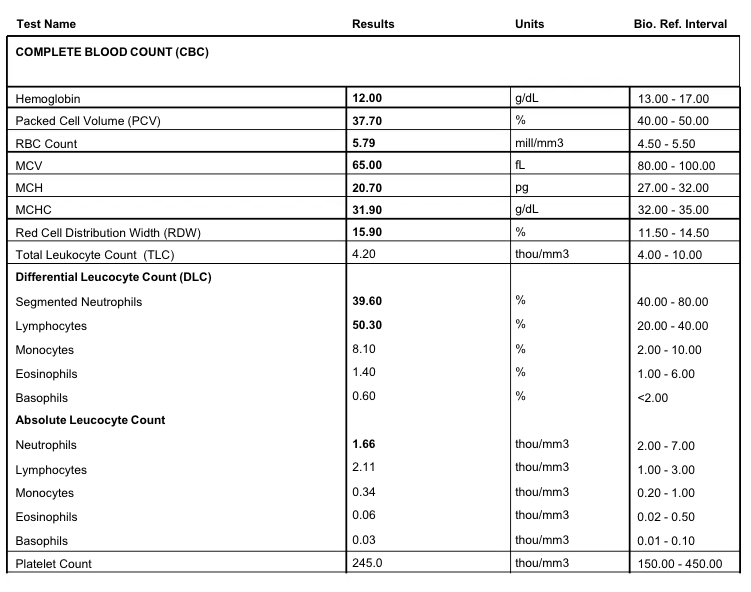 Test Name Results Units Bio. Ref. Interval
COMPLETE BLOOD COUNT (CBC)
Hemoglobin 12.00 g/dL 13.00 - 17.00
Packed Cell Volume (PCV) 37.70 % 40.00 - 50.00
RBC Count 5.79 mill/mm3 4.50 - 5.50
MCV 65.00 fL 80.00 - 100.00
MCH 20.70 pg 27.00 - 32.00
MCHC 31.90 g/dL 32.00 - 35.00
Red Cell Distribution Width (RDW) 15.90 % 11.50 - 14.50
Total Leukocyte Count (TLC) 4.20 thou/mm3 4.00 - 10.00
Differential Leucocyte Count (DLC)
Segmented Neutrophils 39.60 % 40.00 - 80.00
Lymphocytes 50.30 % 20.00 - 40.00
Monocytes 8.10 % 2.00 - 10.00
Eosinophils 1.40 % 1.00 - 6.00
Basophils 0.60 % <2.00
Absolute Leucocyte Count
Neutrophils 1.66 thou/mm3 2.00 - 7.00
Lymphocytes 2.11 thou/mm3 1.00 - 3.00
Monocytes 0.34 thou/mm3 0.20 - 1.00
Eosinophils 0.06 thou/mm3 0.02 - 0.50
Basophils 0.03 thou/mm3 0.01 - 0.10
Platelet Count 245.0 thou/mm3 150.00 - 450.00